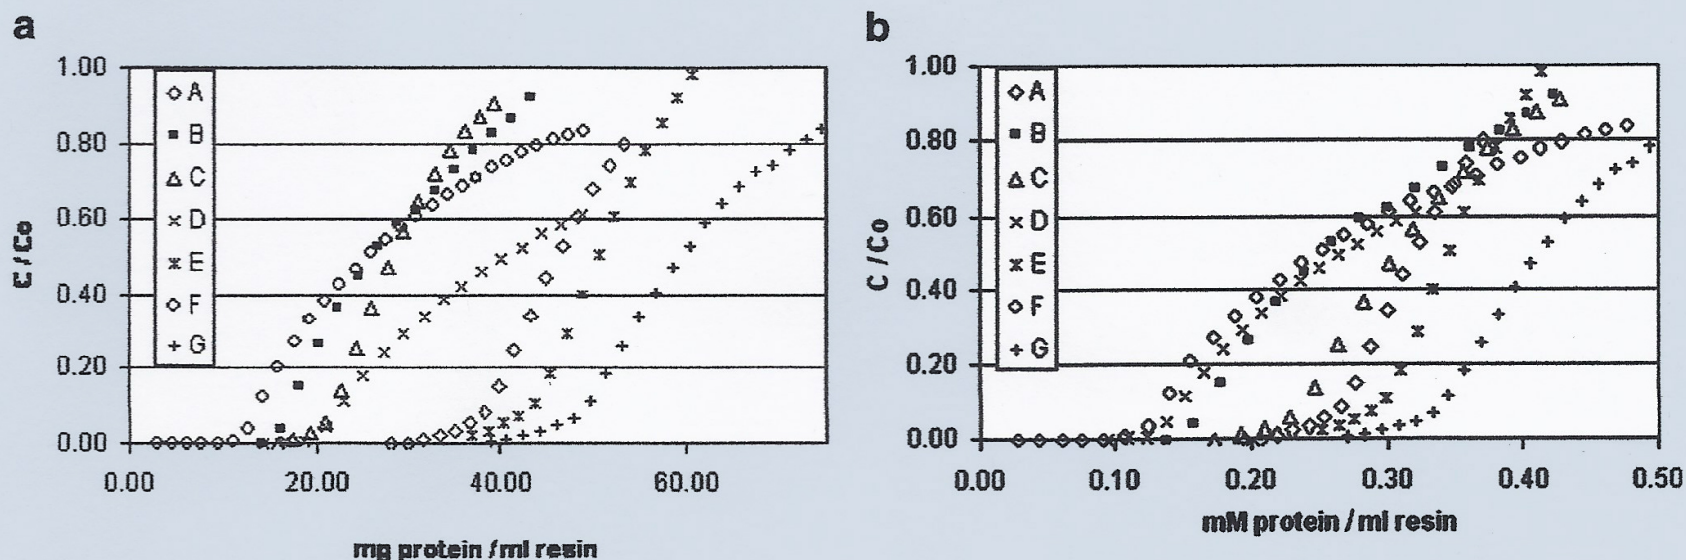 a
1.00
0.80
0.60
0.40
0.20
0.00
C / Co
A
B
C
D
E
F
G
0.00 20.00 40.00 60.00
mg protein / ml resin
b
1.00
0.80
0.60
0.40
0.20
0.00
C / Co
A
B
C
D
E
F
G
0.00 0.10 0.20 0.30 0.40 0.50
mM protein / ml resin